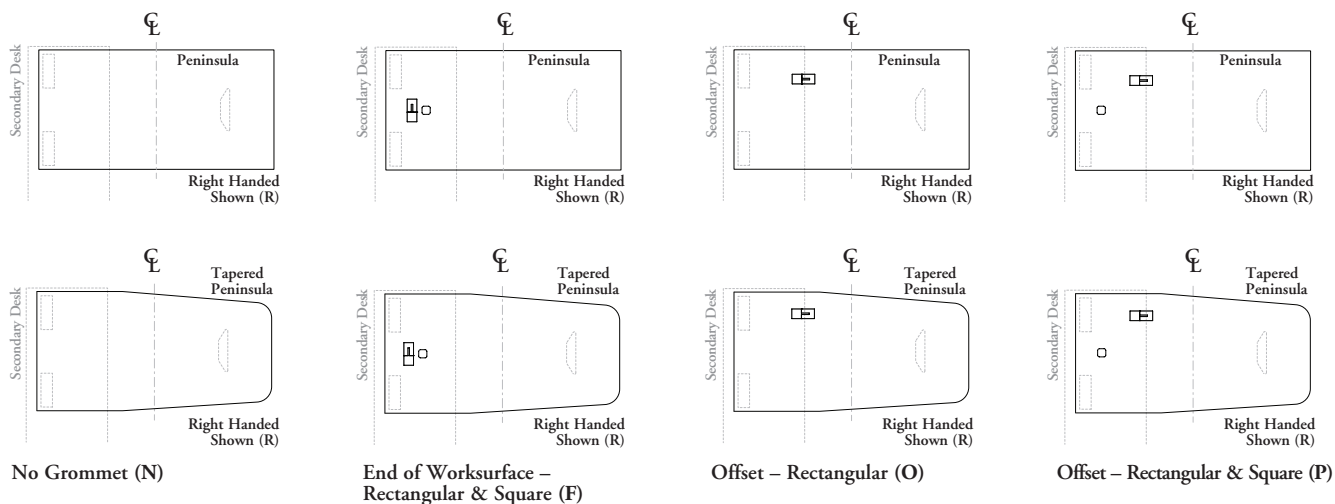 ℄
℄
℄
℄
Secondary Desk
Peninsula
Right Handed
Shown (R)
Secondary Desk
Peninsula
Right Handed
Shown (R)
Secondary Desk
Peninsula
Right Handed
Shown (R)
Secondary Desk
Peninsula
Right Handed
Shown (R)
℄
℄
℄
℄
Secondary Desk
Tapered
Peninsula
Right Handed
Shown (R)
Secondary Desk
Tapered
Peninsula
Right Handed
Shown (R)
Secondary Desk
Tapered
Peninsula
Right Handed
Shown (R)
Secondary Desk
Tapered
Peninsula
Right Handed
Shown (R)
No Grommet (N)
End of Worksurface –
Rectangular & Square (F)
Offset – Rectangular (O)
Offset – Rectangular & Square (P)